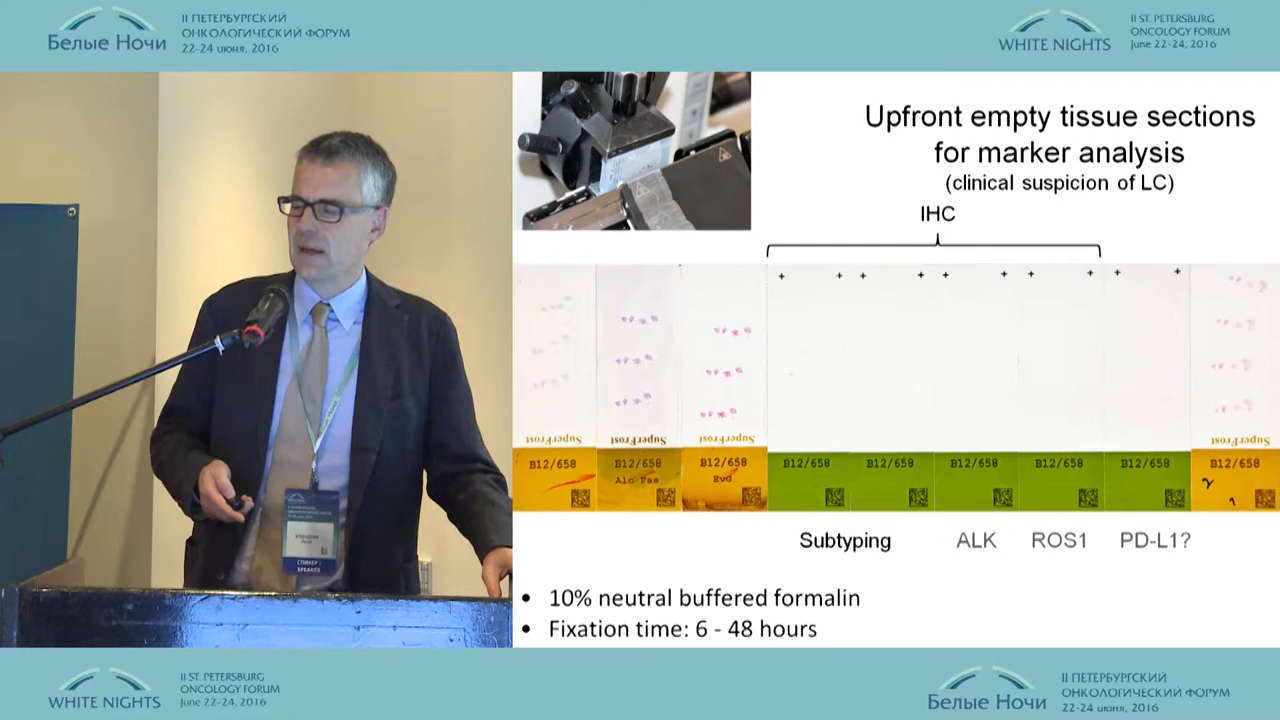 Белые Ночи
II ПЕТЕРБУРГСКИЙ
ОНКОЛОГИЧЕСКИЙ ФОРУМ
22-24 июня, 2016
WHITE NIGHTS
II ST. PETERSBURG
ONCOLOGY FORUM
June 22-24, 2016
Upfront empty tissue sections
for marker analysis
(clinical suspicion of LC)
IHC
+ + + + + + + + + +
SuperFrost SuperFrost SuperFrost SuperFrost
B12/658 B12/658 B12/658 B12/658 B12/658 B12/658 B12/658 B12/658 B12/658
EvG
Subtyping ALK ROS1 PD-L1?
• 10% neutral buffered formalin
• Fixation time: 6 - 48 hours
СПИКЕР /
SPEAKER
WHITE NIGHTS
II ST. PETERSBURG
ONCOLOGY FORUM
June 22-24, 2016
Белые Ночи
II ПЕТЕРБУРГСКИЙ
ОНКОЛОГИЧЕСКИЙ ФОРУМ
22-24 июня, 2016